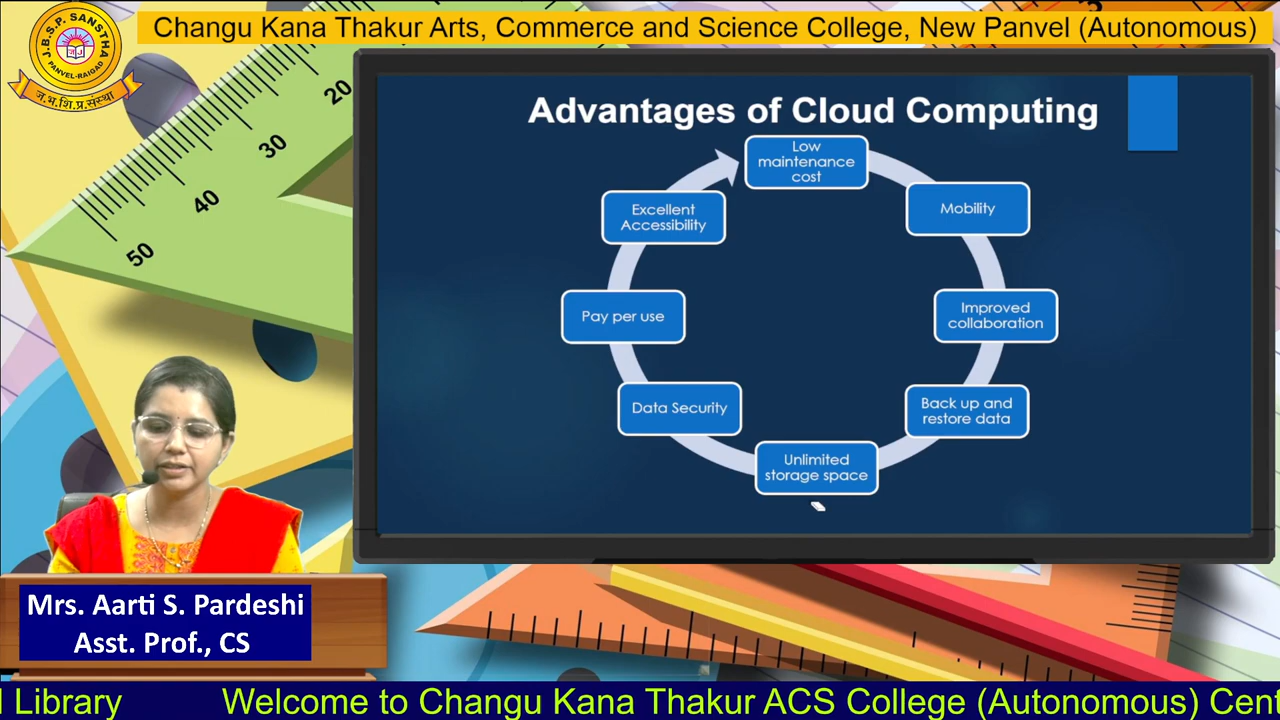 Changu Kana Thakur Arts, Commerce and Science College, New Panvel (Autonomous)
J.B.S.P. SANSTHA
PANVEL-RAIGAD
ज.भ.शि.प्र.संस्था
20
30
40
50
Advantages of Cloud Computing
Low
maintenance
cost
Mobility
Improved
collaboration
Back up and
restore data
Unlimited
storage space
Data Security
Pay per use
Excellent
Accessibility
Mrs. Aarti S. Pardeshi
Asst. Prof., CS
Library Welcome to Changu Kana Thakur ACS College (Autonomous)